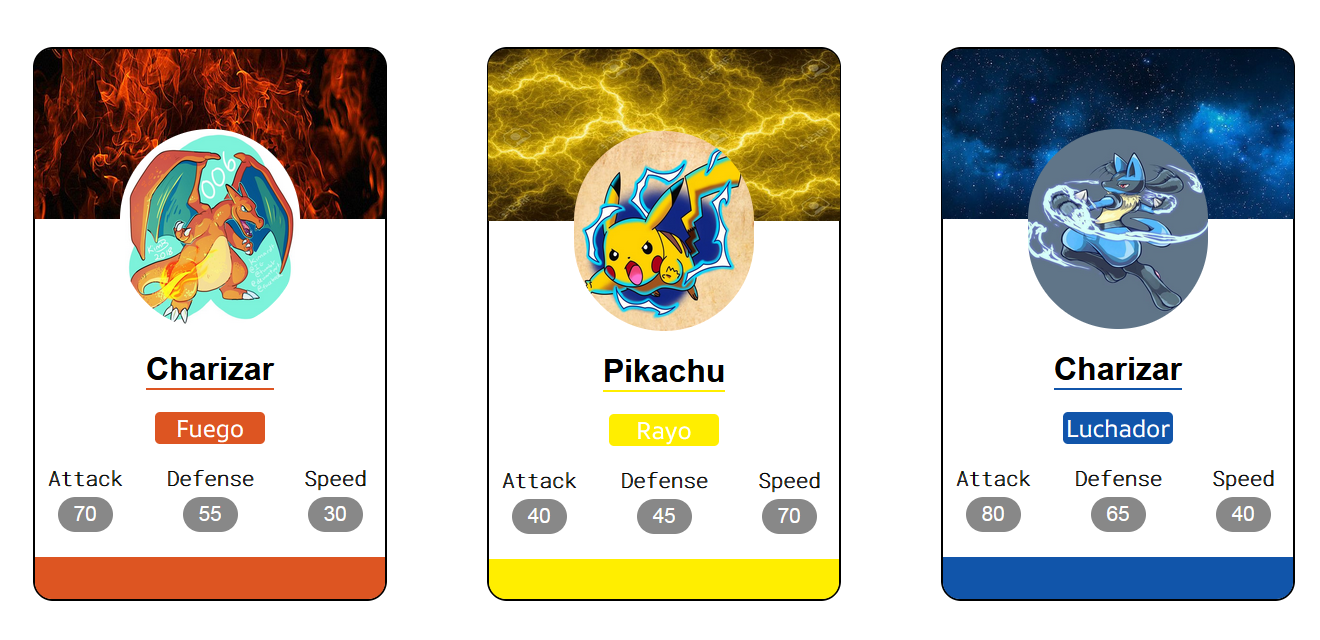 006
Charizar
Fuego
Attack Defense Speed
70 55 30
Pikachu
Rayo
Attack Defense Speed
40 45 70
Charizar
Luchador
Attack Defense Speed
80 65 40